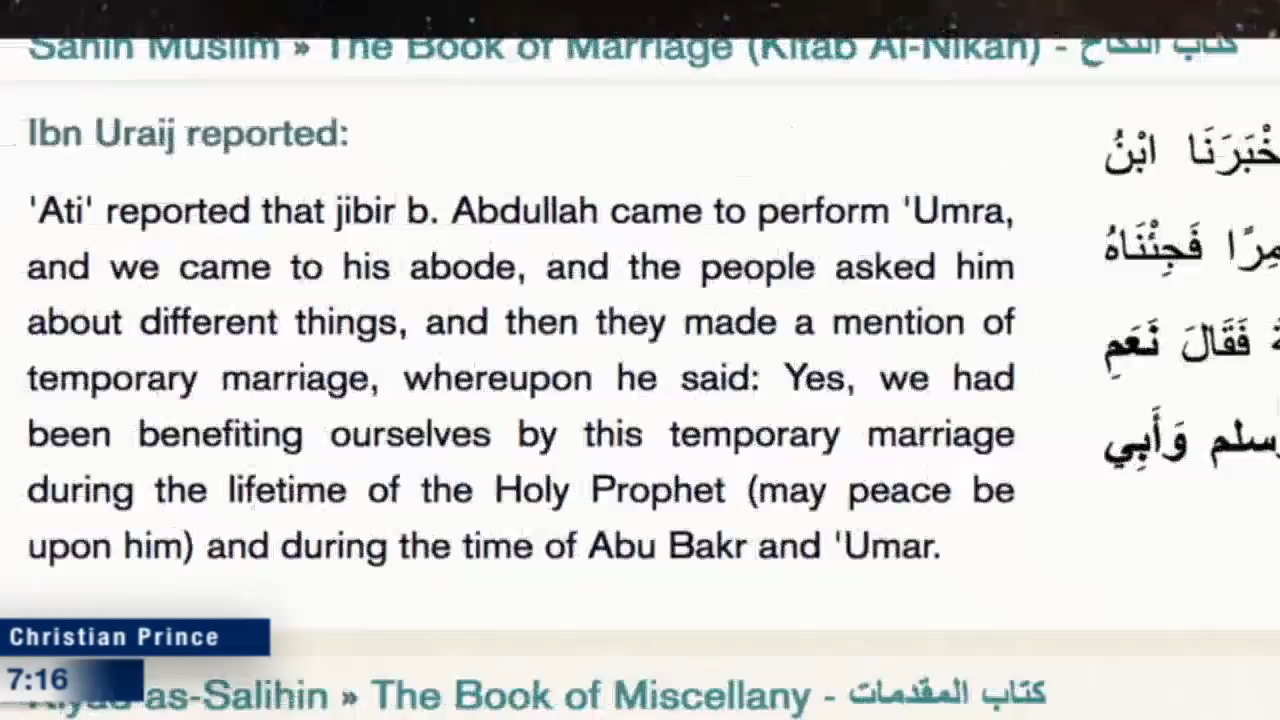 Sahih Muslim » The Book of Marriage (Kitab Al-Nikah) - كتاب النكاح
Ibn Uraij reported:
خْبَرَنَا ابْنُ
'Ati' reported that jibir b. Abdullah came to perform 'Umra,
and we came to his abode, and the people asked him
مِرًا فَجِئْنَاهُ
about different things, and then they made a mention of
فَقَالَ نَعَمِ
temporary marriage, whereupon he said: Yes, we had
been benefiting ourselves by this temporary marriage
وسلم وَأَبِي
during the lifetime of the Holy Prophet (may peace be
upon him) and during the time of Abu Bakr and 'Umar.
Christian Prince
7:16
as-Salihin » The Book of Miscellany - كتاب المقدمات